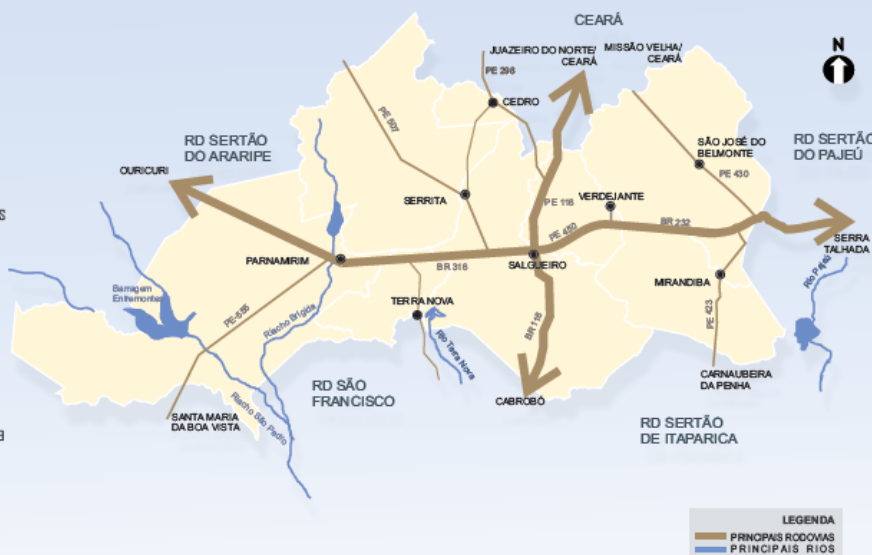 CEARÁ
JUAZEIRO DO NORTE/
CEARÁ
MISSÃO VELHA/
CEARÁ
N
PE 296
CEDRO
PE 507
RD SERTÃO
DO ARARIPE
OURICURI
SÃO JOSÉ DO
BELMONTE
RD SERTÃO
DO PAJEÚ
PE 430
SERRITA
PE 116
VERDEJANTE
PE 450
BR 232
S
SERRA
TALHADA
PARNAMIRIM
BR 316
SALGUEIRO
MIRANDIBA
Rio Pajeú
Barragem
Entremontes
PE-555
Riacho Brígida
TERRA NOVA
Rio Terra Nova
BR 116
PE 423
RD SÃO
FRANCISCO
CABROBÓ
CARNAUBEIRA
DA PENHA
SANTA MARIA
DA BOA VISTA
Riacho São Pedro
RD SERTÃO
DE ITAPARICA
LEGENDA
PRINCIPAIS RODOVIAS
PRINCIPAIS RIOS